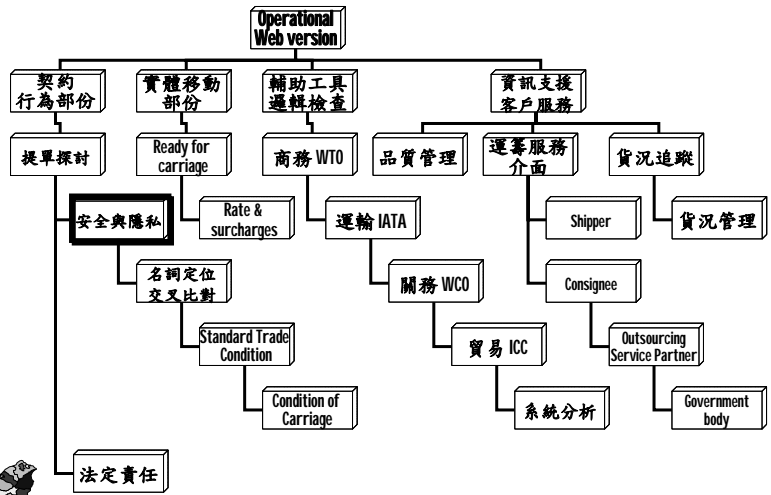 Operational
Web version
契約
行為部份
實體移動
部份
輔助工具
邏輯檢查
資訊支援
客戶服務
提單探討
Ready for
carriage
商務 WTO
品質管理
運籌服務
介面
貨況追蹤
安全與隱私
Rate &
surcharges
運輸 IATA
Shipper
貨況管理
名詞定位
交叉比對
關務 WCO
Consignee
Standard Trade
Condition
貿易 ICC
Outsourcing
Service Partner
Condition of
Carriage
系統分析
Government
body
法定責任